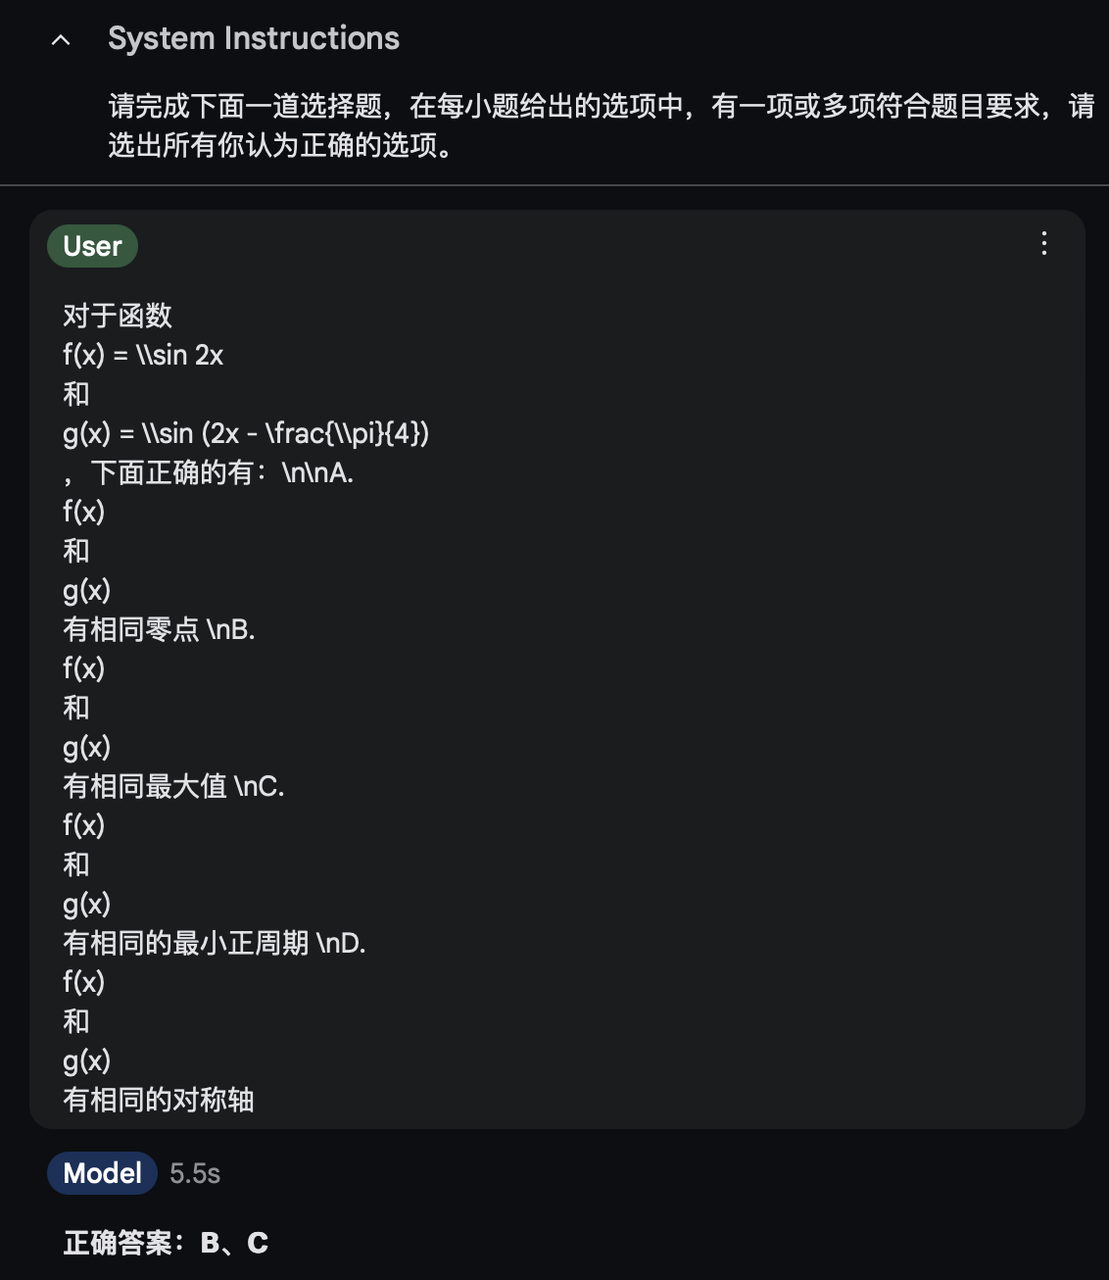 System Instructions
请完成下面一道选择题，在每小题给出的选项中，有一项或多项符合题目要求，请
选出所有你认为正确的选项。
User
对于函数
f(x) = \\sin 2x
和
g(x) = \\sin (2x - \frac{\\pi}{4})
，下面正确的有：\n\nA.
f(x)
和
g(x)
有相同零点 \nB.
f(x)
和
g(x)
有相同最大值 \nC.
f(x)
和
g(x)
有相同的最小正周期 \nD.
f(x)
和
g(x)
有相同的对称轴
Model 5.5s
正确答案：B、C